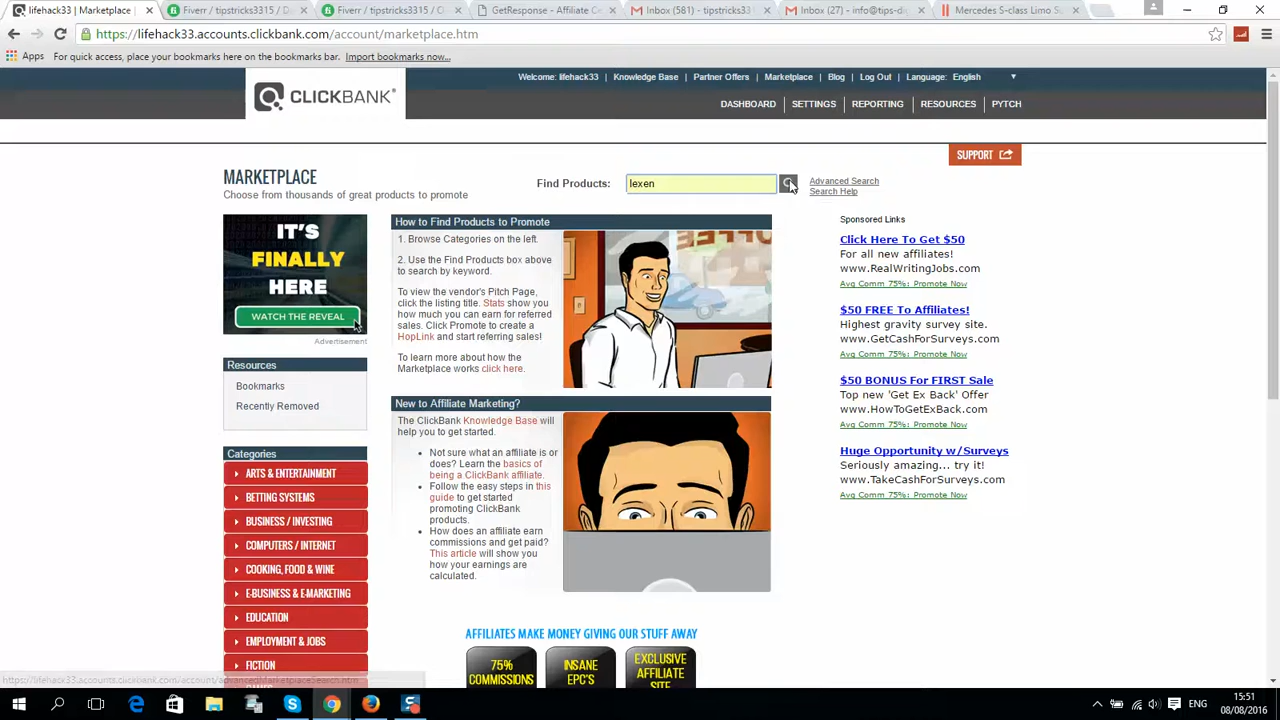 lifehack33 | Marketplace
Fiverr / tipstricks3315 / D
Fiverr / tipstricks3315 / C
GetResponse - Affiliate Ce
Inbox (581) - tipstricks33
Inbox (27) - info@tips-d
Mercedes S-class Limo Su
https://lifehack33.accounts.clickbank.com/account/marketplace.htm
Apps For quick access, place your bookmarks here on the bookmarks bar. Import bookmarks now...
Welcome: lifehack33 | Knowledge Base | Partner Offers | Marketplace | Blog | Log Out | Language: English
CLICKBANK
DASHBOARD SETTINGS REPORTING RESOURCES PYTCH
SUPPORT
MARKETPLACE
Choose from thousands of great products to promote
Find Products: lexen
Advanced Search
Search Help
IT'S
FINALLY
HERE
WATCH THE REVEAL
Advertisement
Resources
Bookmarks
Recently Removed
Categories
ARTS & ENTERTAINMENT
BETTING SYSTEMS
BUSINESS / INVESTING
COMPUTERS / INTERNET
COOKING, FOOD & WINE
E-BUSINESS & E-MARKETING
EDUCATION
EMPLOYMENT & JOBS
FICTION
How to Find Products to Promote
1. Browse Categories on the left.
2. Use the Find Products box above
to search by keyword.
To view the vendor's Pitch Page,
click the listing title. Stats show you
how much you can earn for referred
sales. Click Promote to create a
HopLink and start referring sales!
To learn more about how the
Marketplace works click here.
New to Affiliate Marketing?
The ClickBank Knowledge Base will
help you to get started.
Not sure what an affiliate is or
does? Learn the basics of
being a ClickBank affiliate.
Follow the easy steps in this
guide to get started
promoting ClickBank
products.
How does an affiliate earn
commissions and get paid?
This article will show you
how your earnings are
calculated.
AFFILIATES MAKE MONEY GIVING OUR STUFF AWAY
75%
COMMISSIONS
INSANE
EPC'S
EXCLUSIVE
AFFILIATE
SITE
Sponsored Links
Click Here To Get $50
For all new affiliates!
www.RealWritingJobs.com
Avg Comm 75%: Promote Now
$50 FREE To Affiliates!
Highest gravity survey site.
www.GetCashForSurveys.com
Avg Comm 75%: Promote Now
$50 BONUS For FIRST Sale
Top new 'Get Ex Back' Offer
www.HowToGetExBack.com
Avg Comm 75%: Promote Now
Huge Opportunity w/Surveys
Seriously amazing... try it!
www.TakeCashForSurveys.com
Avg Comm 75%: Promote Now
https://lifehack33.accounts.clickbank.com/account/advancedMarketplaceSearch.htm
ENG
15:51
08/08/2016